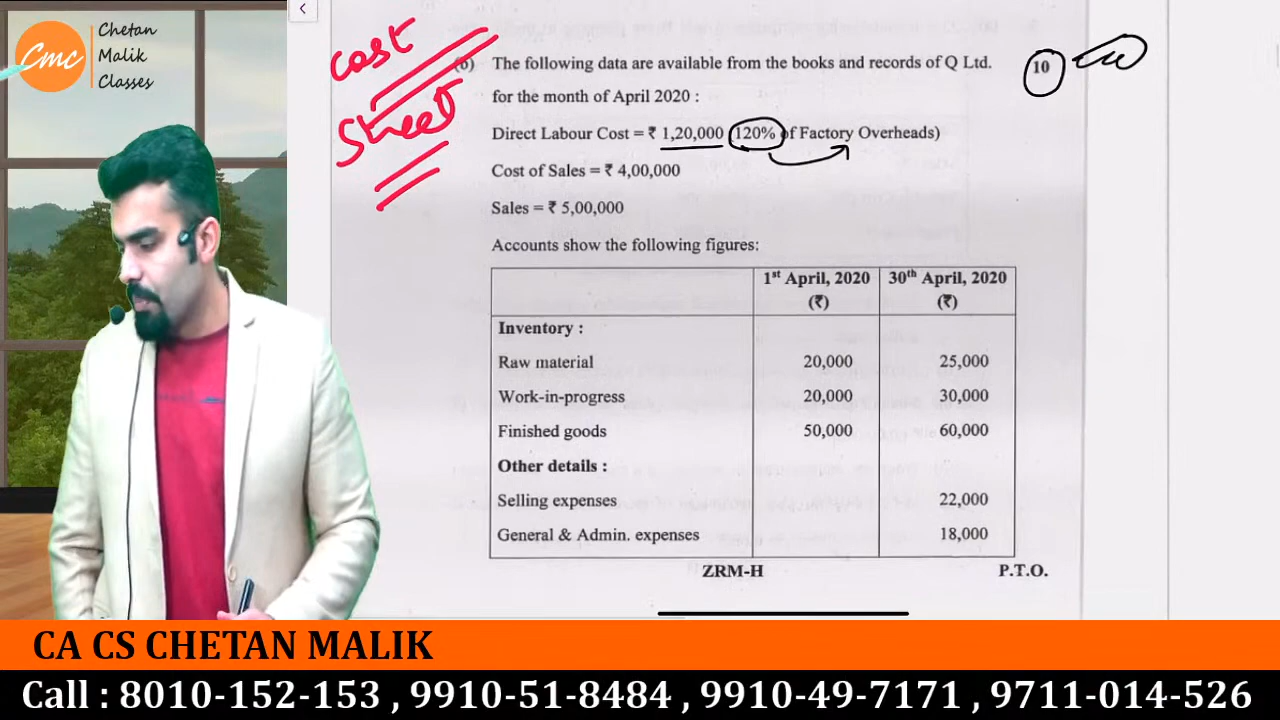 Cmc
Chetan
Malik
Classes
Cost
Sheet
(b) The following data are available from the books and records of Q Ltd. 10
for the month of April 2020 :
Direct Labour Cost = ₹ 1,20,000 (120% of Factory Overheads)
Cost of Sales = ₹ 4,00,000
Sales = ₹ 5,00,000
Accounts show the following figures:
1st April, 2020 30th April, 2020
(₹) (₹)
Inventory :
Raw material 20,000 25,000
Work-in-progress 20,000 30,000
Finished goods 50,000 60,000
Other details :
Selling expenses 22,000
General & Admin. expenses 18,000
ZRM-H P.T.O.
CA CS CHETAN MALIK
Call : 8010-152-153 , 9910-51-8484 , 9910-49-7171 , 9711-014-526